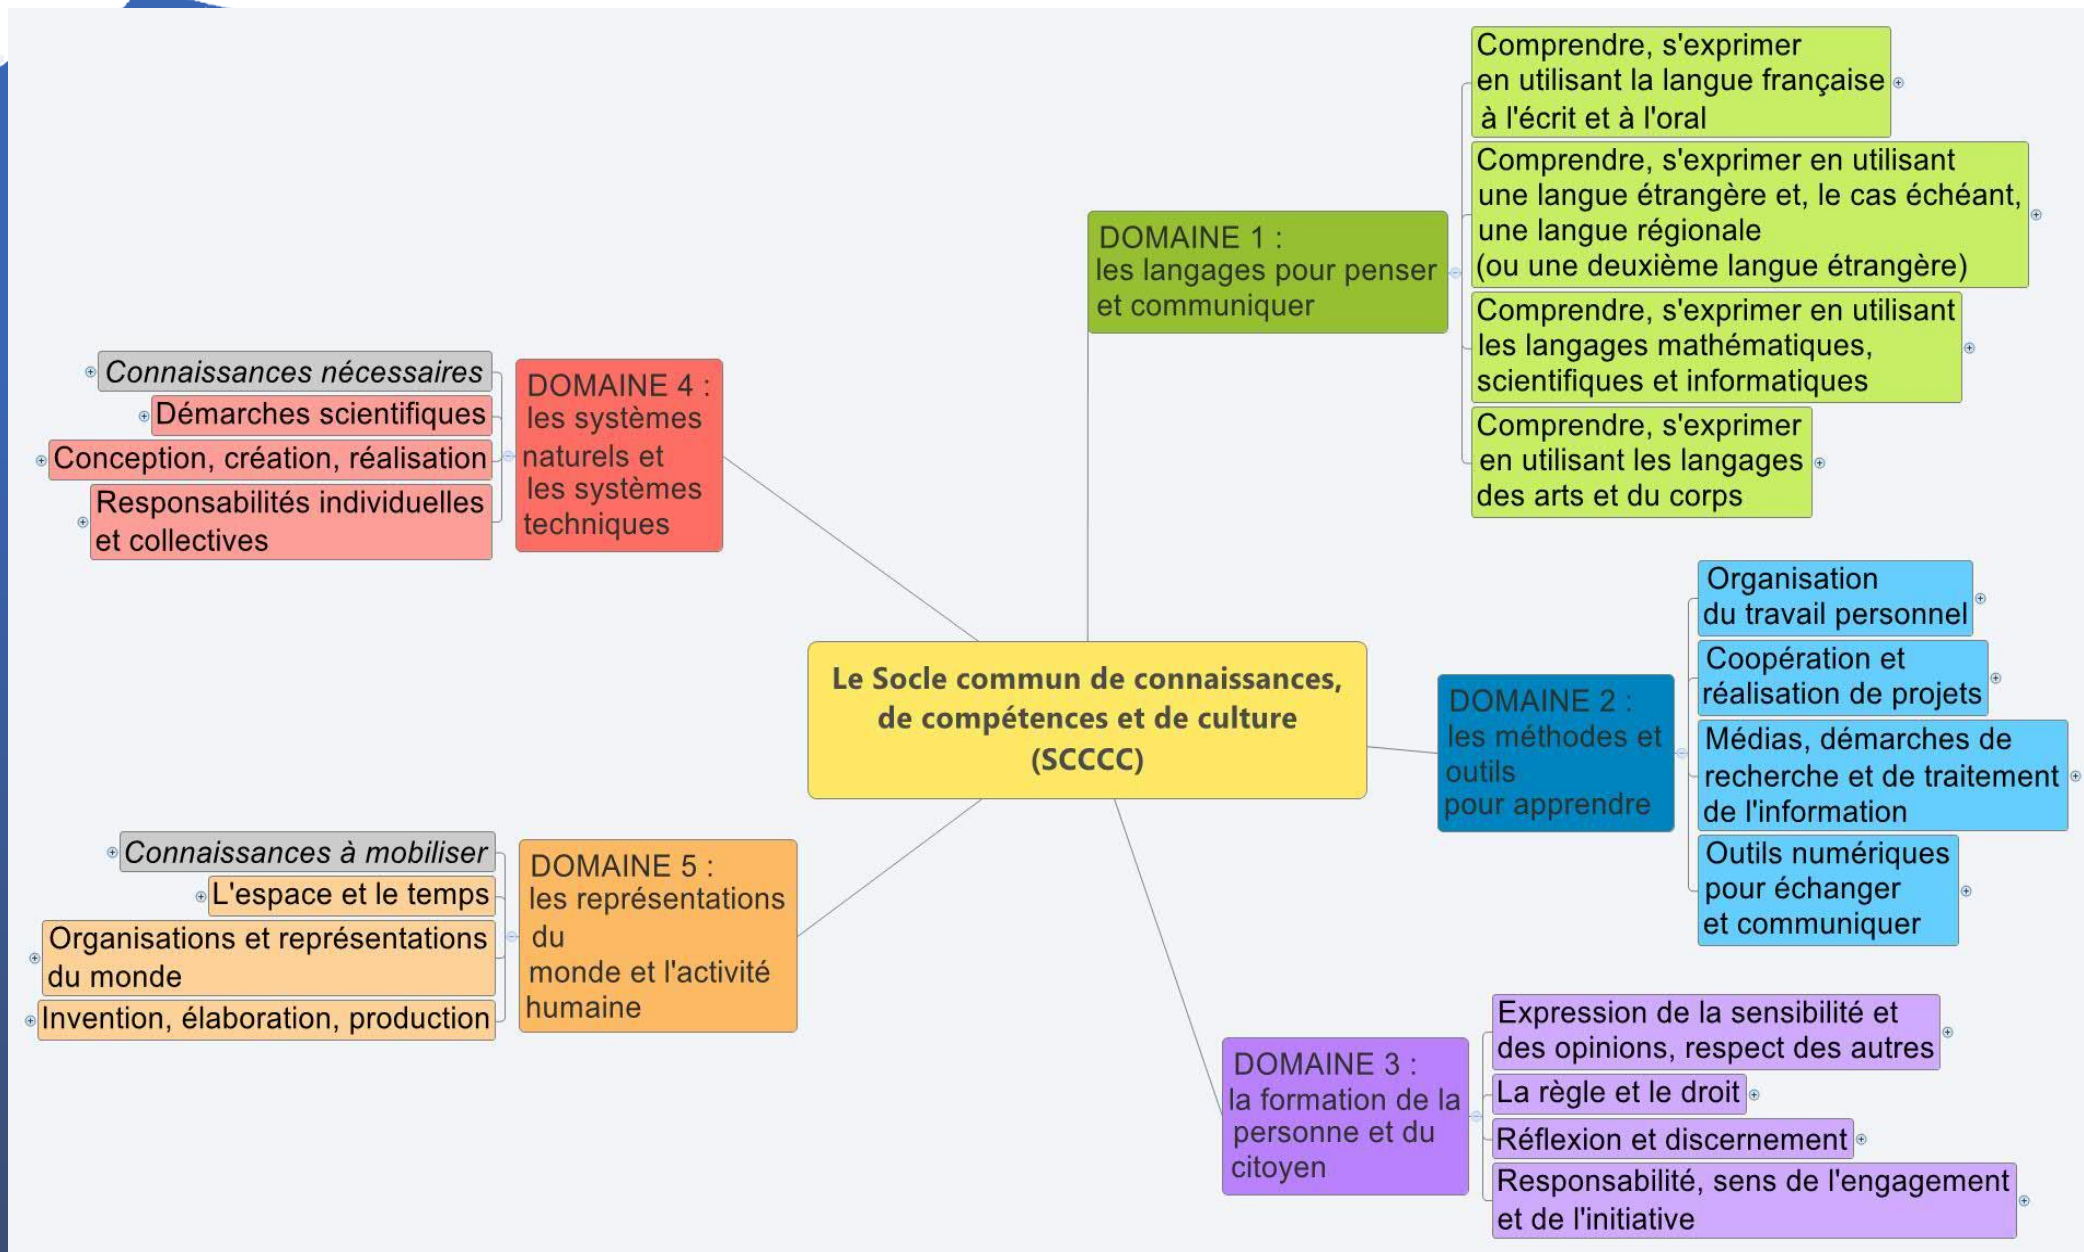 Le Socle commun de connaissances,
de compétences et de culture
(SCCCC)
DOMAINE 1 :
les langages pour penser
et communiquer
Comprendre, s'exprimer
en utilisant la langue française
à l'écrit et à l'oral
Comprendre, s'exprimer en utilisant
une langue étrangère et, le cas échéant,
une langue régionale
(ou une deuxième langue étrangère)
Comprendre, s'exprimer en utilisant
les langages mathématiques,
scientifiques et informatiques
Comprendre, s'exprimer
en utilisant les langages
des arts et du corps
DOMAINE 2 :
les méthodes et
outils
pour apprendre
Organisation
du travail personnel
Coopération et
réalisation de projets
Médias, démarches de
recherche et de traitement
de l'information
Outils numériques
pour échanger
et communiquer
DOMAINE 3 :
la formation de la
personne et du
citoyen
Expression de la sensibilité et
des opinions, respect des autres
La règle et le droit
Réflexion et discernement
Responsabilité, sens de l'engagement
et de l'initiative
DOMAINE 4 :
les systèmes
naturels et
les systèmes
techniques
Connaissances nécessaires
Démarches scientifiques
Conception, création, réalisation
Responsabilités individuelles
et collectives
DOMAINE 5 :
les représentations
du
monde et l'activité
humaine
Connaissances à mobiliser
L'espace et le temps
Organisations et représentations
du monde
Invention, élaboration, production